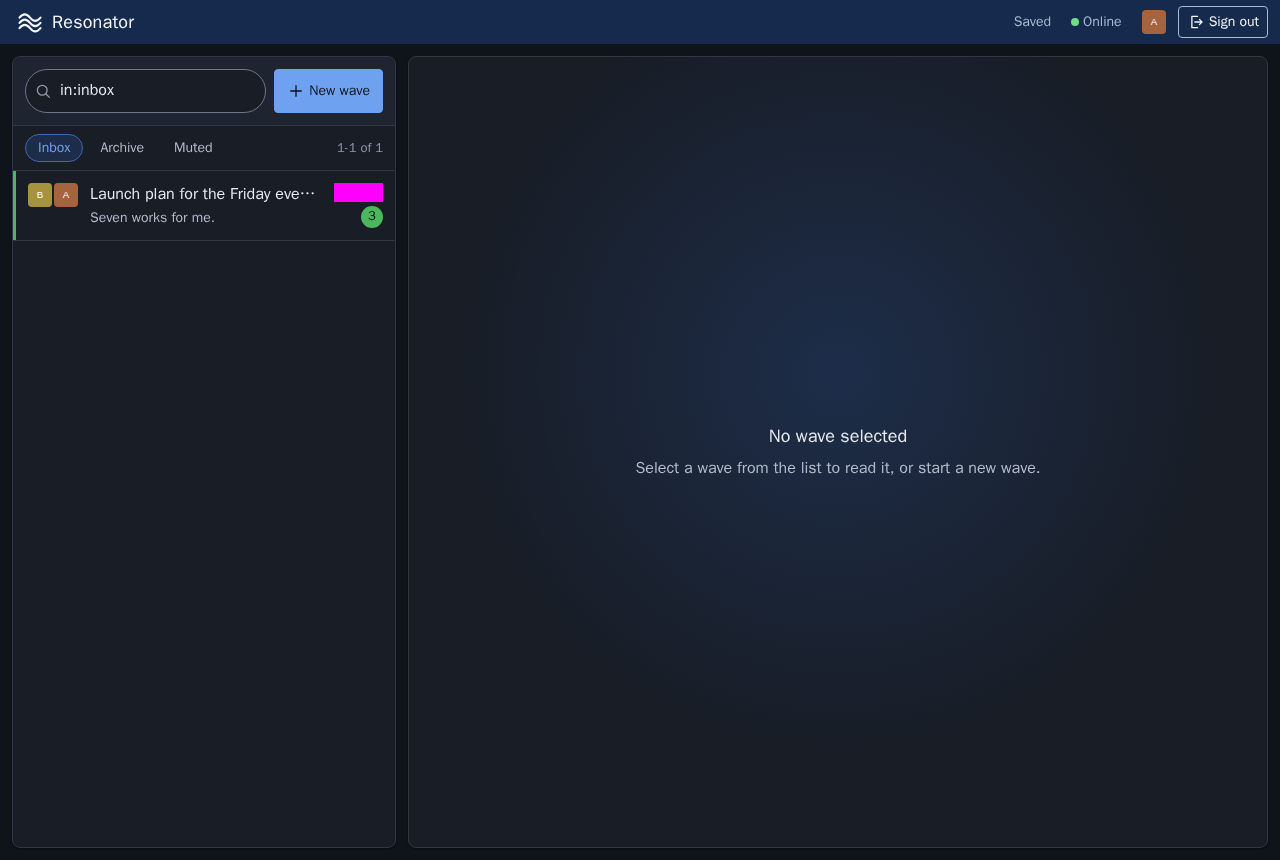 Resonator
Saved
Online
A
Sign out
in:inbox
New wave
Inbox
Archive
Muted
1-1 of 1
B
A
Launch plan for the Friday eve…
Seven works for me.
3
No wave selected
Select a wave from the list to read it, or start a new wave.